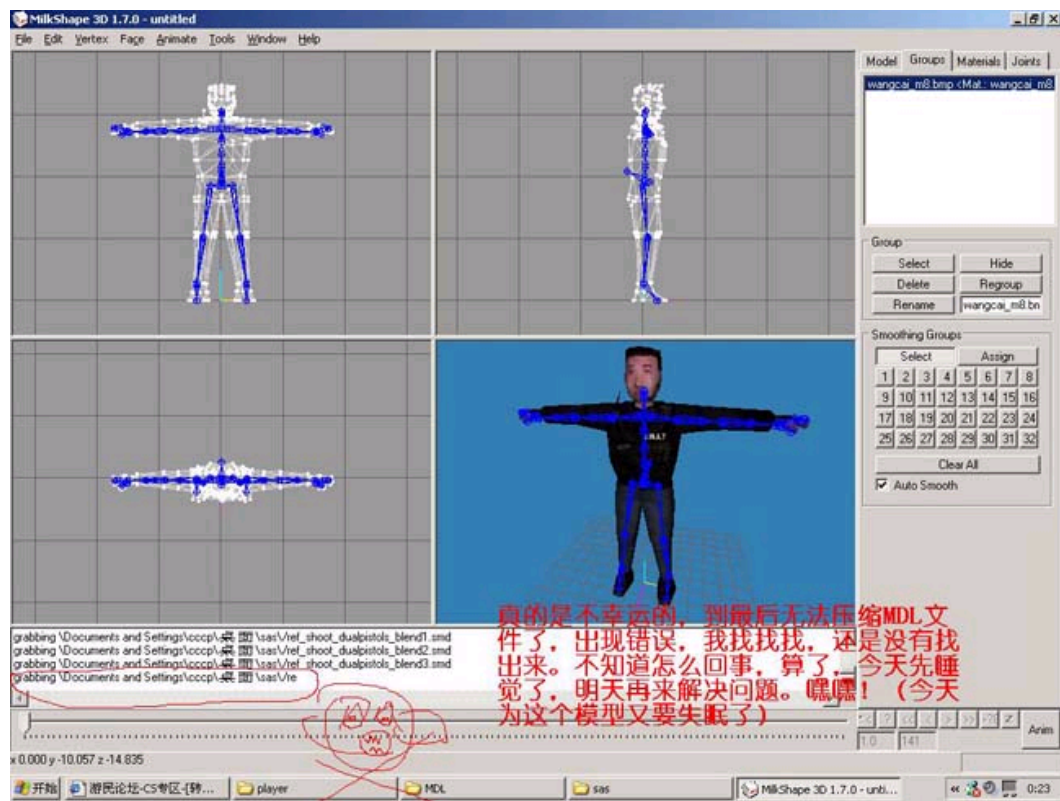 MilkShape 3D 1.7.0 - untitled
File Edit Vertex Face Animate Tools Window Help
Model Groups Materials Joints
wangcai_m8.bmp <Mat.: wangcai_m8
Group
Select Hide
Delete Regroup
Rename wangcai_m8.bn
Smoothing Groups
Select Assign
1 2 3 4 5 6 7 8
9 10 11 12 13 14 15 16
17 18 19 20 21 22 23 24
25 26 27 28 29 30 31 32
Clear All
Auto Smooth
grabbing \Documents and Settings\cccp\桌面\sas\/ref_shoot_dualpistols_blend1.smd
grabbing \Documents and Settings\cccp\桌面\sas\/ref_shoot_dualpistols_blend2.smd
grabbing \Documents and Settings\cccp\桌面\sas\/ref_shoot_dualpistols_blend3.smd
grabbing \Documents and Settings\cccp\桌面\sas\/re
真的是不幸运的，到最后无法压缩MDL文
件了，出现错误，我找找找，还是没有找
出来。不知道怎么回事，算了，今天先睡
觉了，明天再来解决问题。嘿嘿！（今天
为这个模型又要失眠了）
1.0 141 Anim
x 0.000 y -10.057 z -14.835
开始 游民论坛-CS专区-[转... player MDL sas MilkShape 3D 1.7.0 - unti... 0:23